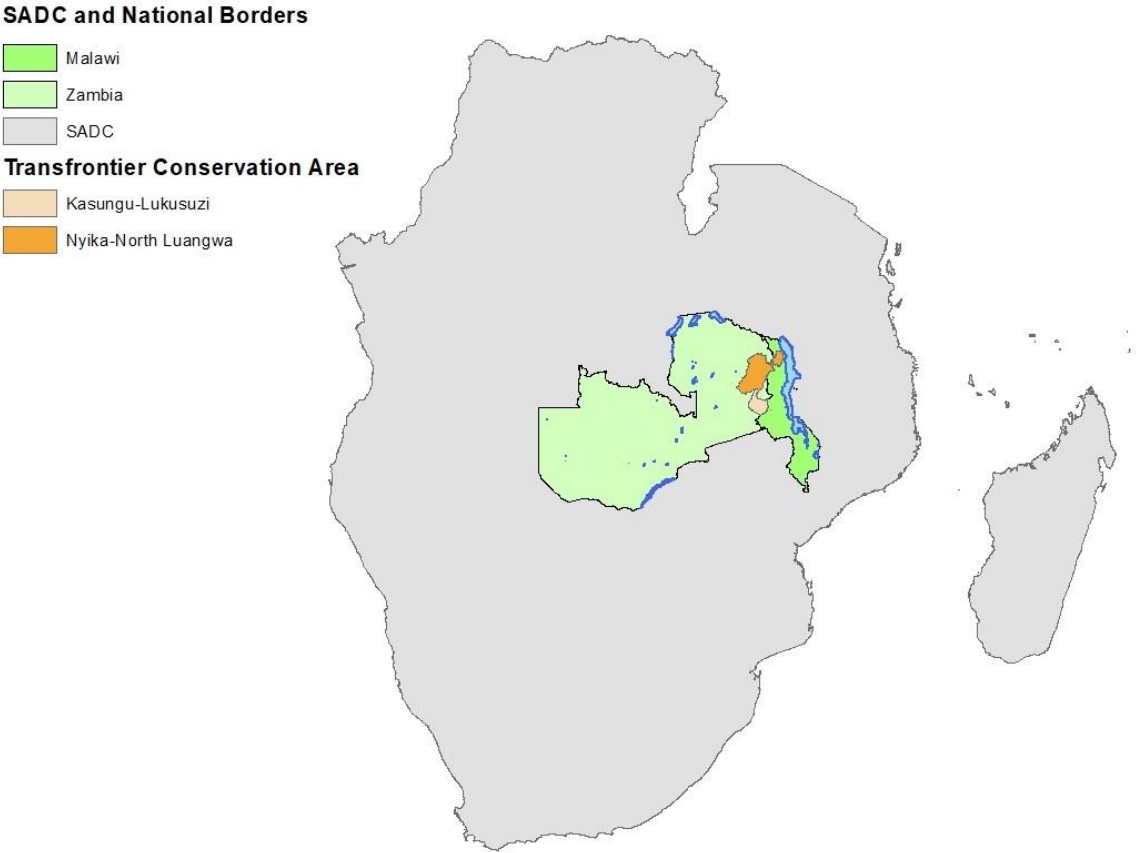 SADC and National Borders
Malawi
Zambia
SADC
Transfrontier Conservation Area
Kasungu-Lukusuzi
Nyika-North Luangwa